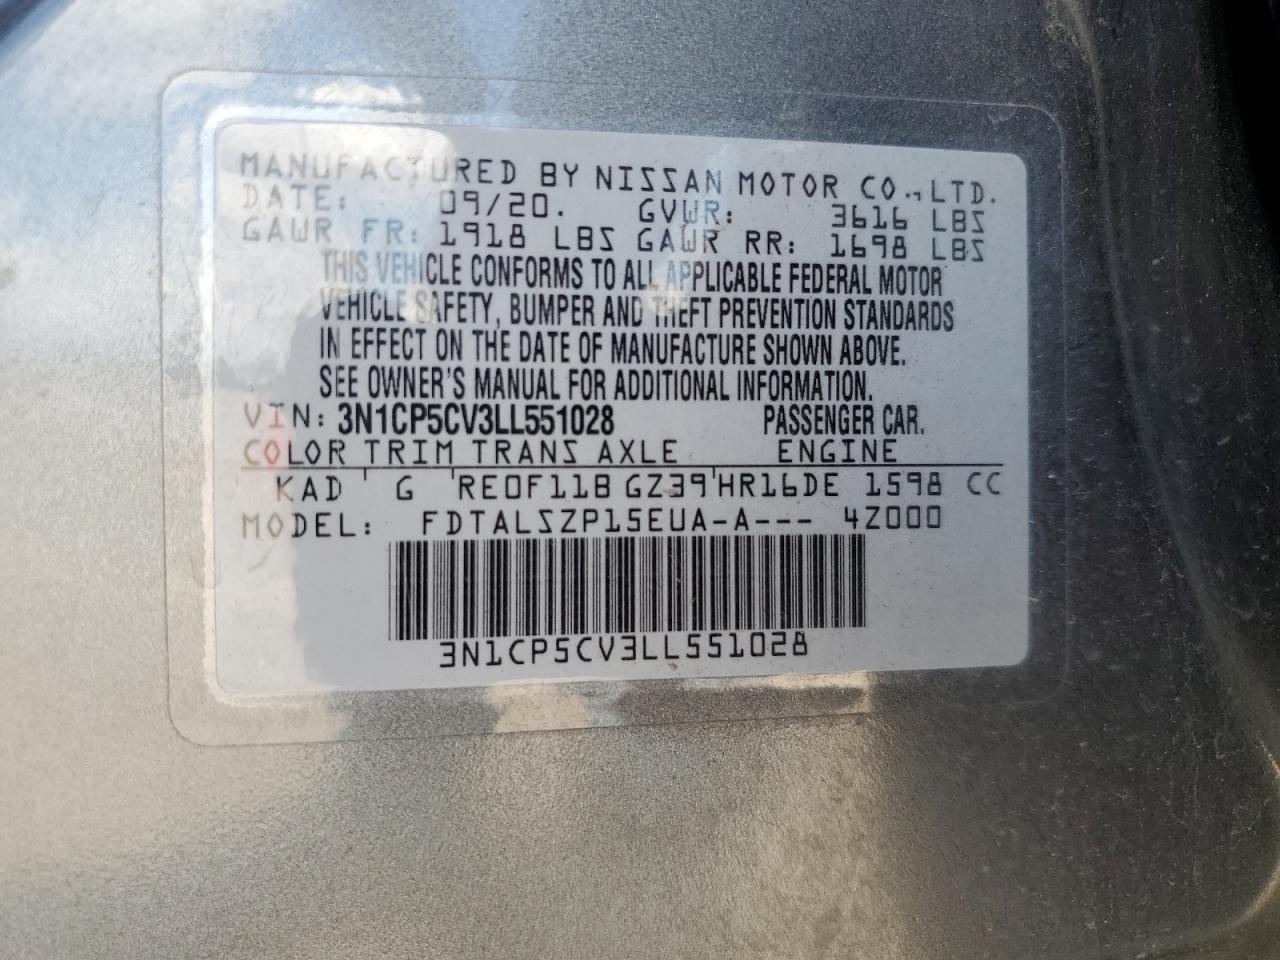 MANUFACTURED BY NISSAN MOTOR CO., LTD.
DATE: 09/20. GVWR: 3616 LBS
GAWR FR: 1918 LBS GAWR RR: 1698 LBS
THIS VEHICLE CONFORMS TO ALL APPLICABLE FEDERAL MOTOR
VEHICLE SAFETY, BUMPER AND THEFT PREVENTION STANDARDS
IN EFFECT ON THE DATE OF MANUFACTURE SHOWN ABOVE.
SEE OWNER'S MANUAL FOR ADDITIONAL INFORMATION.
VIN: 3N1CP5CV3LL551028 PASSENGER CAR.
COLOR TRIM TRANS AXLE ENGINE
KAD G RE0F11B GZ39 HR16DE 1598 CC
MODEL: FDTALSZP15EUA-A--- 4Z000
3N1CP5CV3LL551028